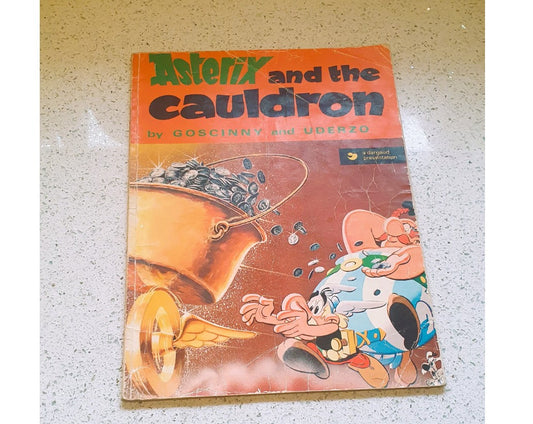 Asterix and the
cauldron
by GOSCINNY and UDERZO
a dargaud
presentation